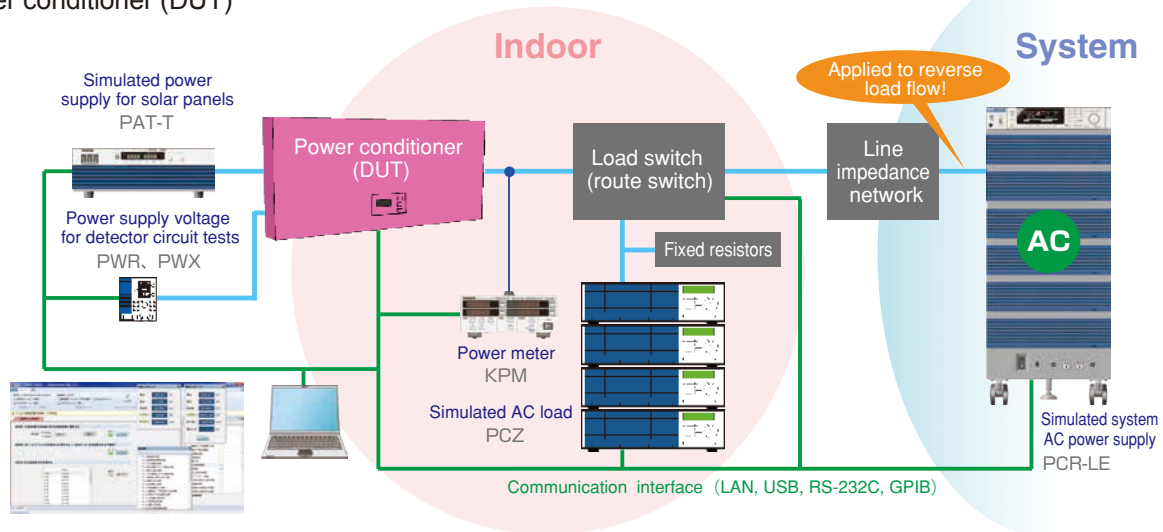 er conditioner (DUT)
Indoor
System
Simulated power
supply for solar panels
PAT-T
Power supply voltage
for detector circuit tests
PWR、PWX
Power conditioner
(DUT)
Load switch
(route switch)
Line
impedance
network
Applied to reverse
load flow!
AC
Fixed resistors
Power meter
KPM
Simulated AC load
PCZ
Simulated system
AC power supply
PCR-LE
Communication interface (LAN, USB, RS-232C, GPIB)